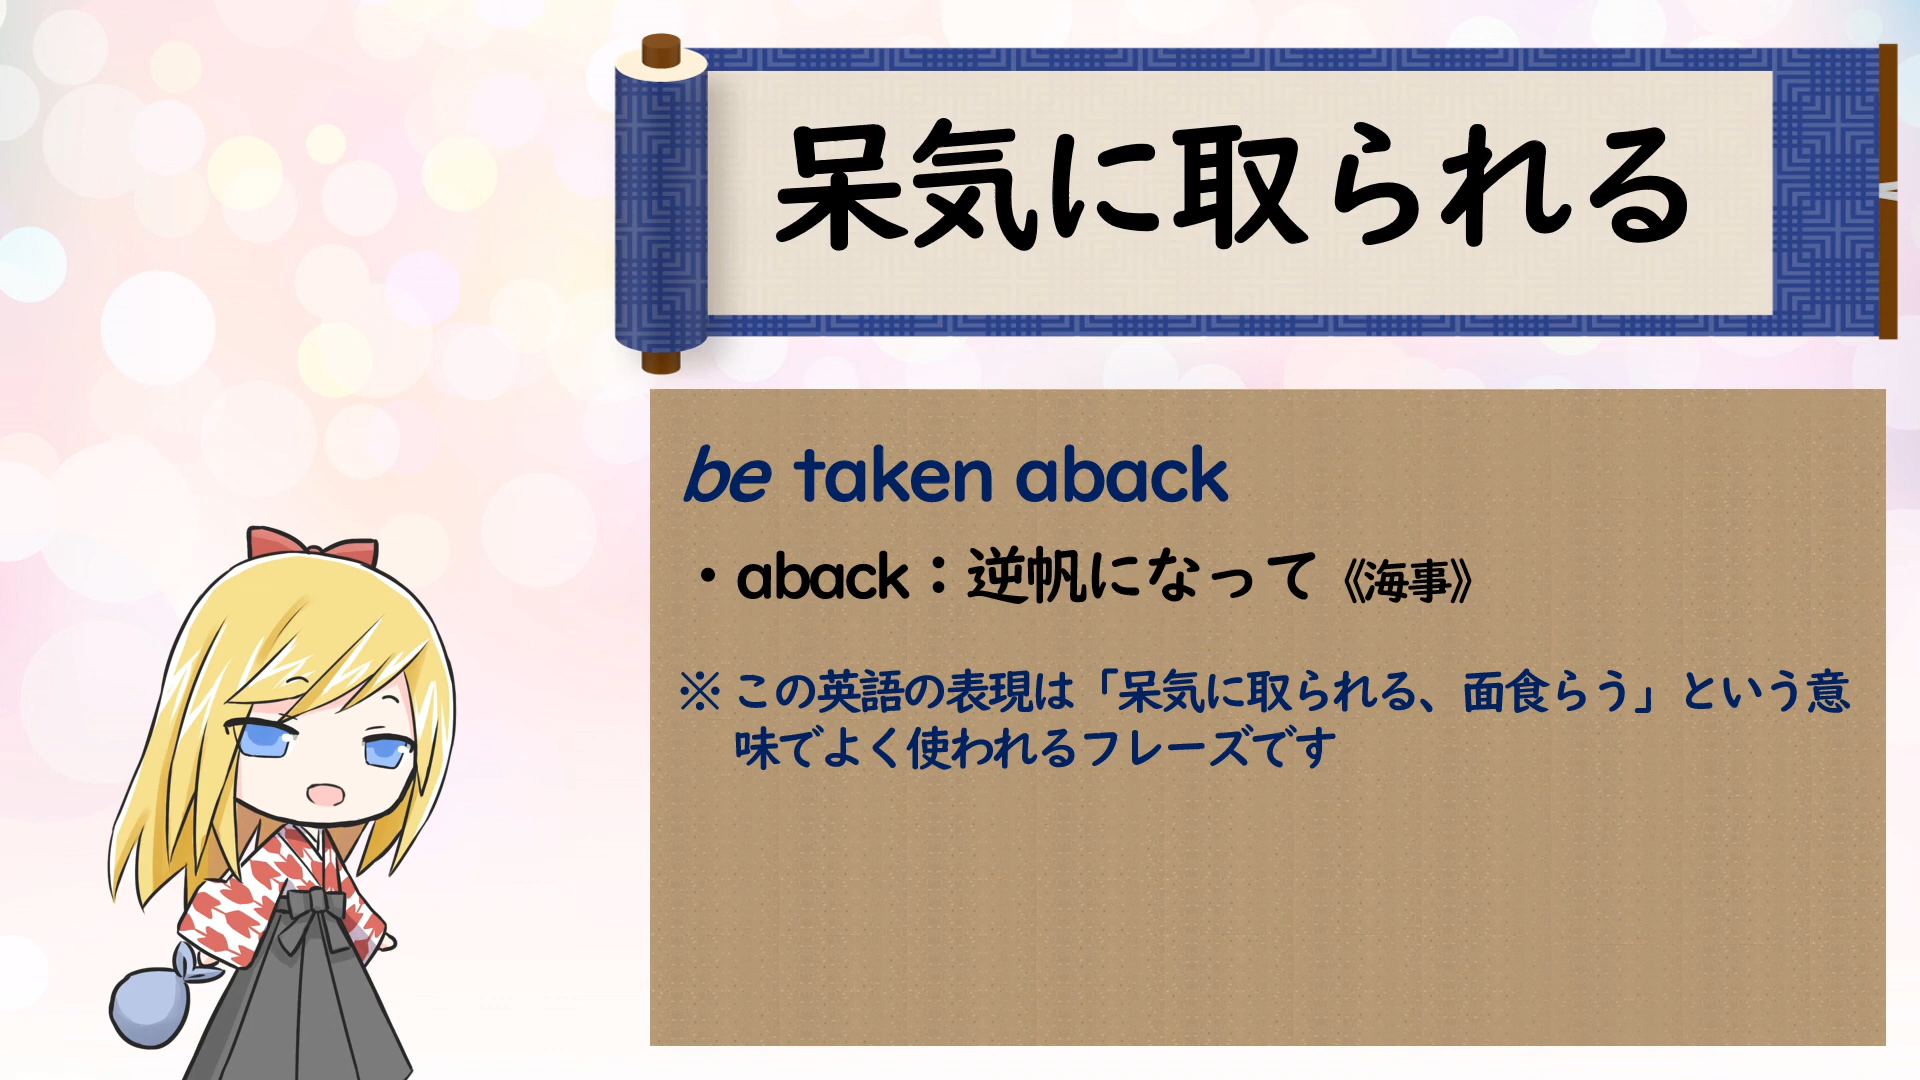 呆気に取られる
be taken aback
・aback：逆帆になって《海事》
※ この英語の表現は「呆気に取られる、面食らう」という意
味でよく使われるフレーズです